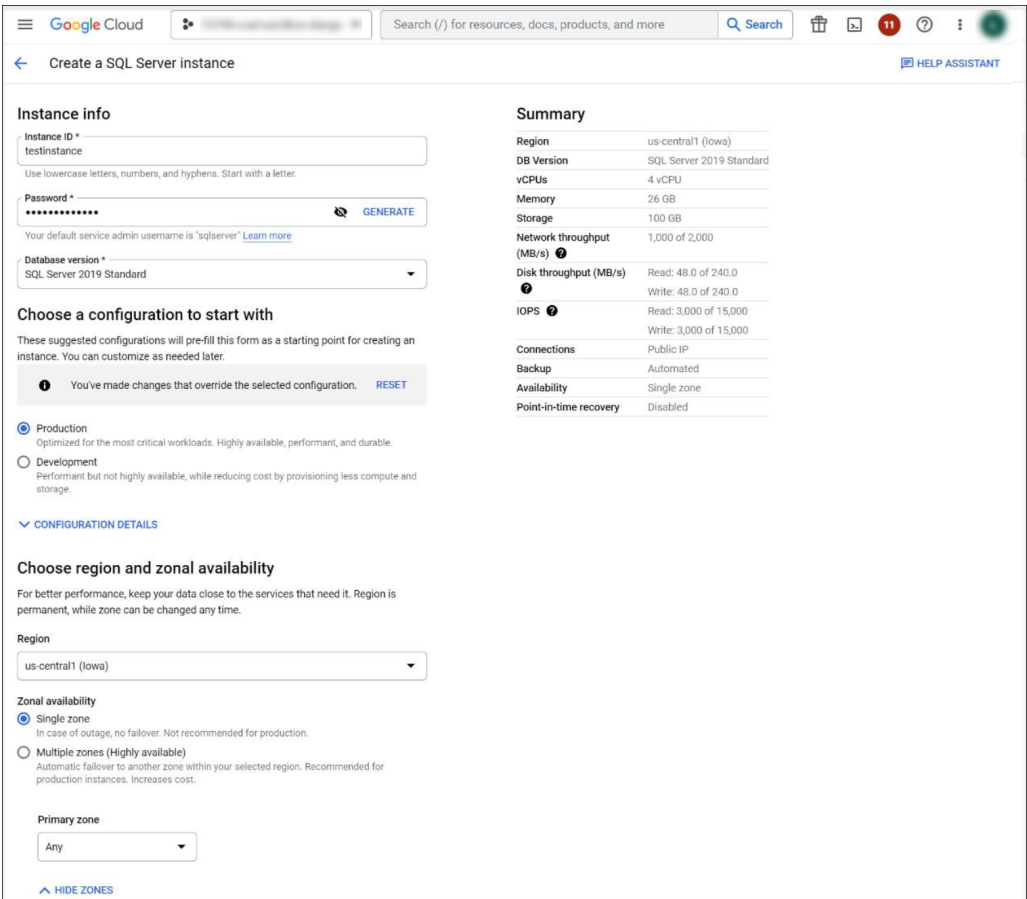 Google Cloud
Search (/) for resources, docs, products, and more
Search
11
Create a SQL Server instance
HELP ASSISTANT
Instance info
Instance ID *
testinstance
Use lowercase letters, numbers, and hyphens. Start with a letter.
Password *
•••••••••••••
GENERATE
Your default service admin username is "sqlserver" Learn more
Database version *
SQL Server 2019 Standard
Choose a configuration to start with
These suggested configurations will pre-fill this form as a starting point for creating an
instance. You can customize as needed later.
You've made changes that override the selected configuration. RESET
Production
Optimized for the most critical workloads. Highly available, performant, and durable.
Development
Performant but not highly available, while reducing cost by provisioning less compute and
storage.
CONFIGURATION DETAILS
Choose region and zonal availability
For better performance, keep your data close to the services that need it. Region is
permanent, while zone can be changed any time.
Region
us-central1 (Iowa)
Zonal availability
Single zone
In case of outage, no failover. Not recommended for production.
Multiple zones (Highly available)
Automatic failover to another zone within your selected region. Recommended for
production instances. Increases cost.
Primary zone
Any
HIDE ZONES
Summary
Region us-central1 (Iowa)
DB Version SQL Server 2019 Standard
vCPUs 4 vCPU
Memory 26 GB
Storage 100 GB
Network throughput 1,000 of 2,000
(MB/s)
Disk throughput (MB/s) Read: 48.0 of 240.0
Write: 48.0 of 240.0
IOPS Read: 3,000 of 15,000
Write: 3,000 of 15,000
Connections Public IP
Backup Automated
Availability Single zone
Point-in-time recovery Disabled